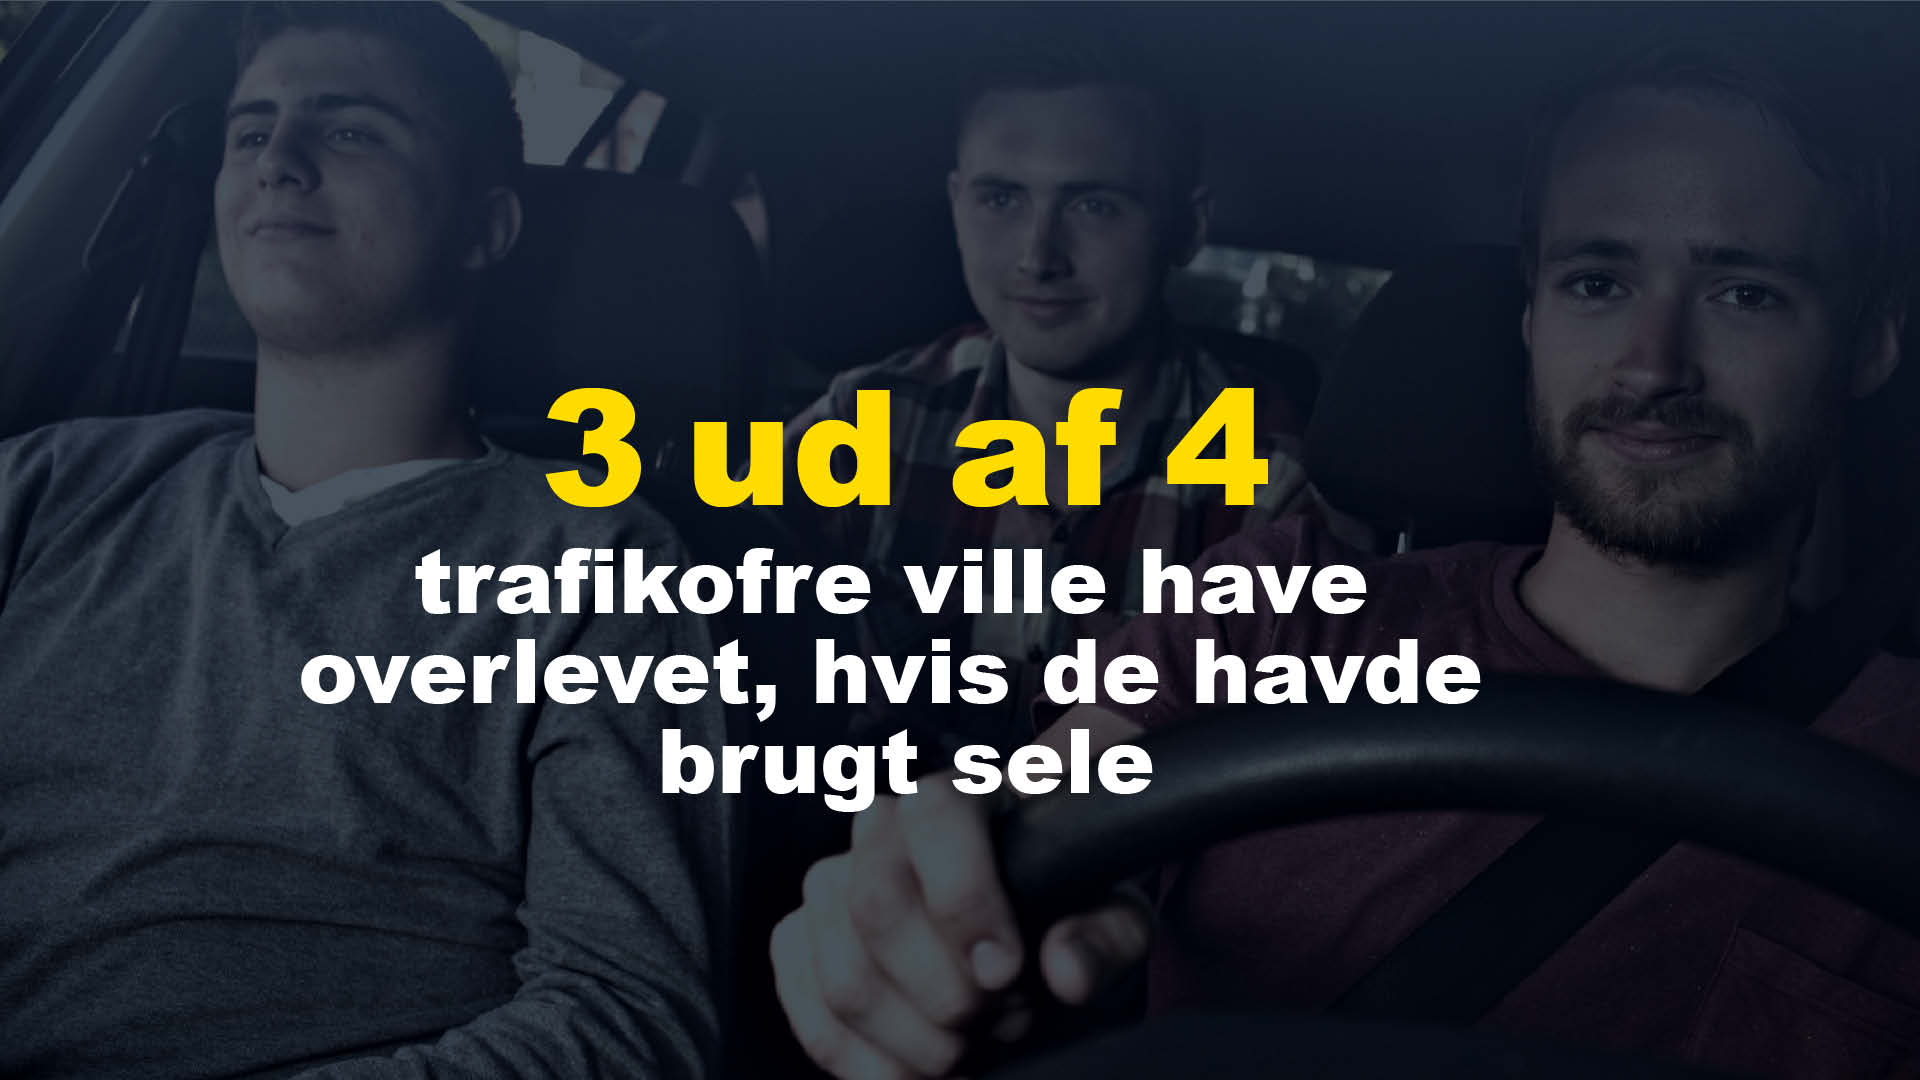 3 ud af 4
trafikofre ville have
overlevet, hvis de havde
brugt sele